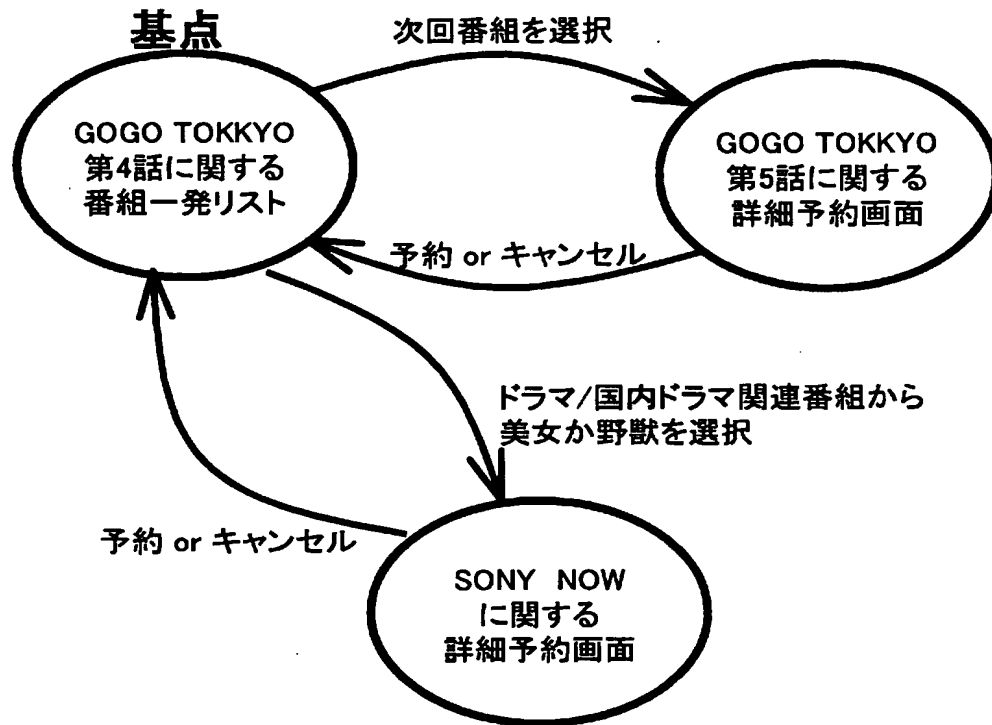 基点
次回番組を選択
GOGO TOKKYO
第4話に関する
番組一発リスト
GOGO TOKKYO
第5話に関する
詳細予約画面
予約 or キャンセル
ドラマ/国内ドラマ関連番組から
美女か野獣を選択
予約 or キャンセル
SONY NOW
に関する
詳細予約画面